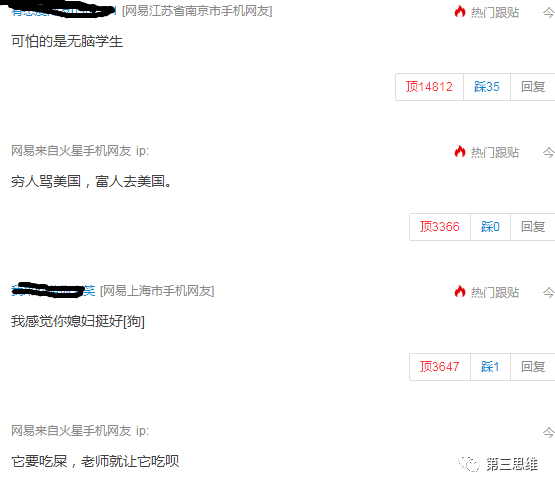 [网易江苏省南京市手机网友] 热门跟贴 今
可怕的是无脑学生
顶14812 踩35 回复
网易来自火星手机网友 ip: 热门跟贴 今
穷人骂美国，富人去美国。
顶3366 踩0 回复
笑 [网易上海市手机网友] 热门跟贴 今
我感觉你媳妇挺好[狗]
顶3647 踩1 回复
网易来自火星手机网友 ip: 今
它要吃屎，老师就让它吃呗
第三思维